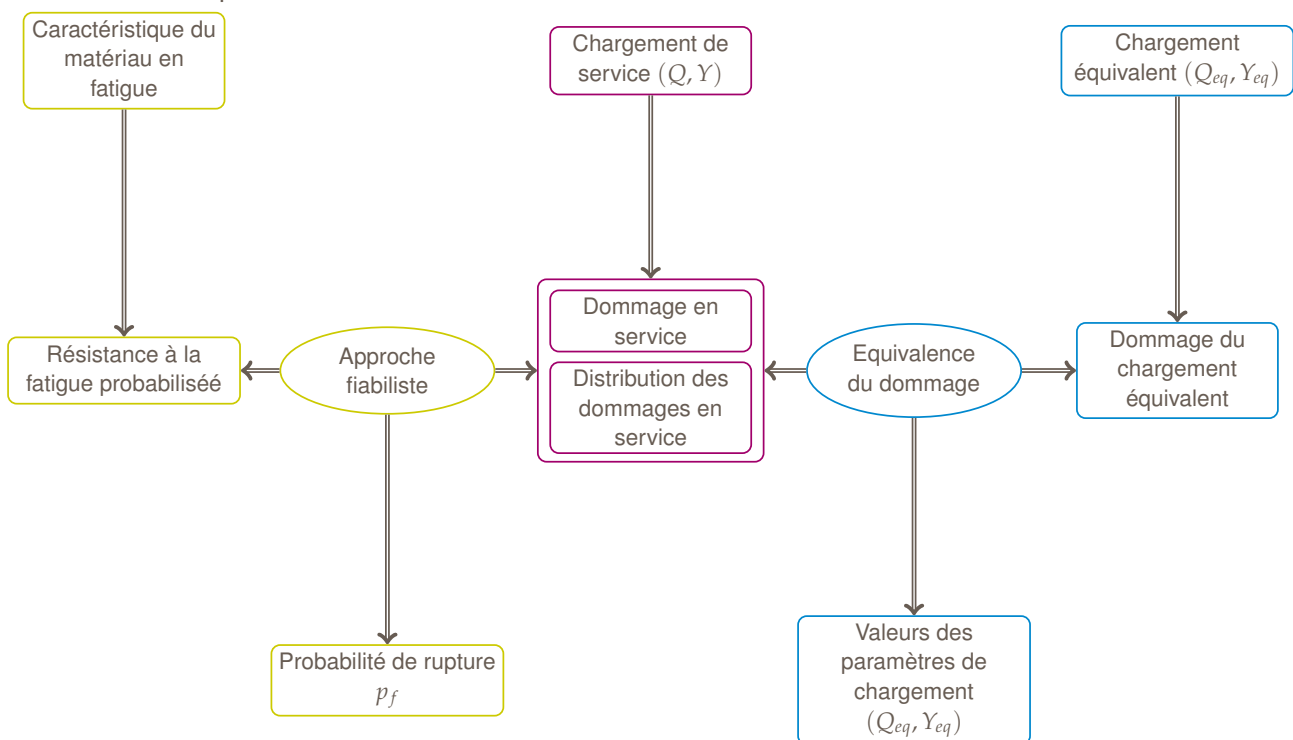 Caractéristique du
matériau en
fatigue
Chargement de
service (Q, Y)
Chargement
équivalent (Q_eq, Y_eq)
Résistance à la
fatigue probabiliséé
Approche
fiabiliste
Dommage en
service
Distribution des
dommages en
service
Equivalence
du dommage
Dommage du
chargement
équivalent
Probabilité de rupture
p_f
Valeurs des
paramètres de
chargement
(Q_eq, Y_eq)